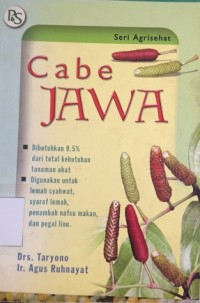 PS
Seri Agrisehat
Cabe
JAWA
Dibutuhkan 9.5%
dari total kebutuhan
tanaman obat
Digunakan untuk
lemah syahwat,
syaraf lemah,
penambah nafsu makan,
dan pegal linu.
Drs. Taryono
Ir. Agus Ruhnayat